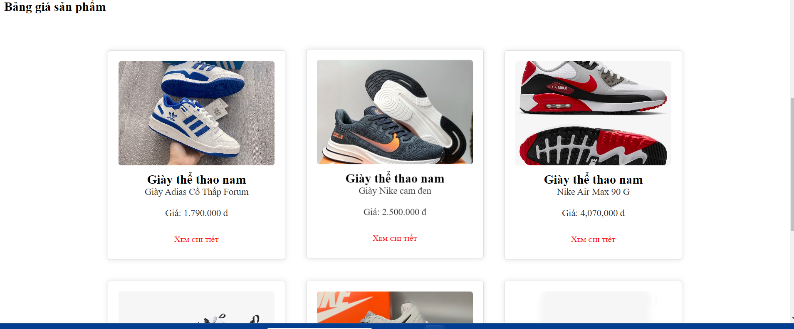 Bảng giá sản phẩm
Giày thể thao nam
Giày Adias Cổ Thấp Forum
Giá: 1.790.000 đ
Xem chi tiết
Giày thể thao nam
Giày Nike cam đen
Giá: 2.500.000 đ
Xem chi tiết
Giày thể thao nam
Nike Air Max 90 G
Giá: 4,070,000 đ
Xem chi tiết
NIKE